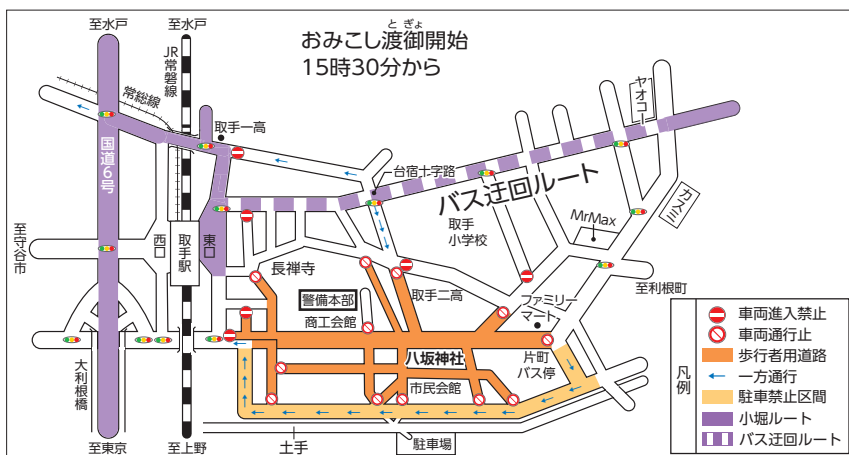 至水戸
至水戸
おみこし渡御開始
とぎょ
15時30分から
JR常磐線
常総線
取手一高
ヤオコー
国道6号
台宿十字路
バス迂回ルート
カスミ
取手小学校
MrMax
至守谷市
西口
取手駅
東口
長禅寺
至利根町
警備本部
商工会館
取手二高
ファミリーマート
八坂神社
片町バス停
市民会館
大利根橋
至東京
至上野
土手
駐車場
凡例
車両進入禁止
車両通行止
歩行者用道路
一方通行
駐車禁止区間
小堀ルート
バス迂回ルート